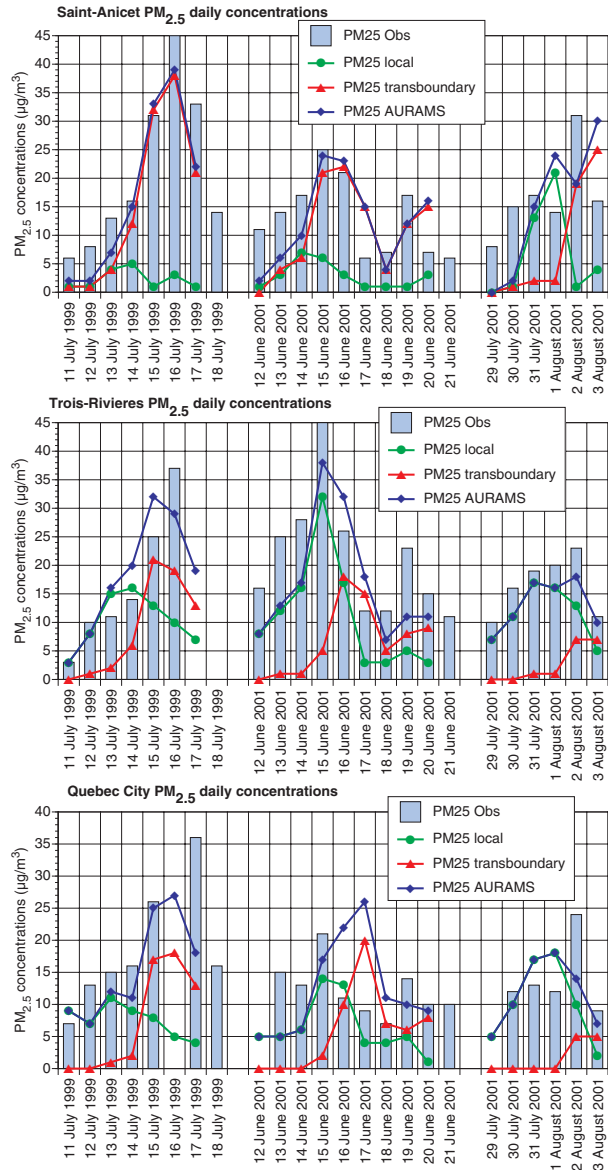 Saint-Anicet PM2.5 daily concentrations
PM2.5 concentrations (µg/m³)
45
40
35
30
25
20
15
10
5
0
PM25 Obs
PM25 local
PM25 transboundary
PM25 AURAMS
11 July 1999
12 July 1999
13 July 1999
14 July 1999
15 July 1999
16 July 1999
17 July 1999
18 July 1999
12 June 2001
13 June 2001
14 June 2001
15 June 2001
16 June 2001
17 June 2001
18 June 2001
19 June 2001
20 June 2001
21 June 2001
29 July 2001
30 July 2001
31 July 2001
1 August 2001
2 August 2001
3 August 2001
Trois-Rivieres PM2.5 daily concentrations
PM2.5 concentrations (µg/m³)
45
40
35
30
25
20
15
10
5
0
PM25 Obs
PM25 local
PM25 transboundary
PM25 AURAMS
11 July 1999
12 July 1999
13 July 1999
14 July 1999
15 July 1999
16 July 1999
17 July 1999
18 July 1999
12 June 2001
13 June 2001
14 June 2001
15 June 2001
16 June 2001
17 June 2001
18 June 2001
19 June 2001
20 June 2001
21 June 2001
29 July 2001
30 July 2001
31 July 2001
1 August 2001
2 August 2001
3 August 2001
Quebec City PM2.5 daily concentrations
PM2.5 concentrations (µg/m³)
40
35
30
25
20
15
10
5
0
PM25 Obs
PM25 local
PM25 transboundary
PM25 AURAMS
11 July 1999
12 July 1999
13 July 1999
14 July 1999
15 July 1999
16 July 1999
17 July 1999
18 July 1999
12 June 2001
13 June 2001
14 June 2001
15 June 2001
16 June 2001
17 June 2001
18 June 2001
19 June 2001
20 June 2001
21 June 2001
29 July 2001
30 July 2001
31 July 2001
1 August 2001
2 August 2001
3 August 2001